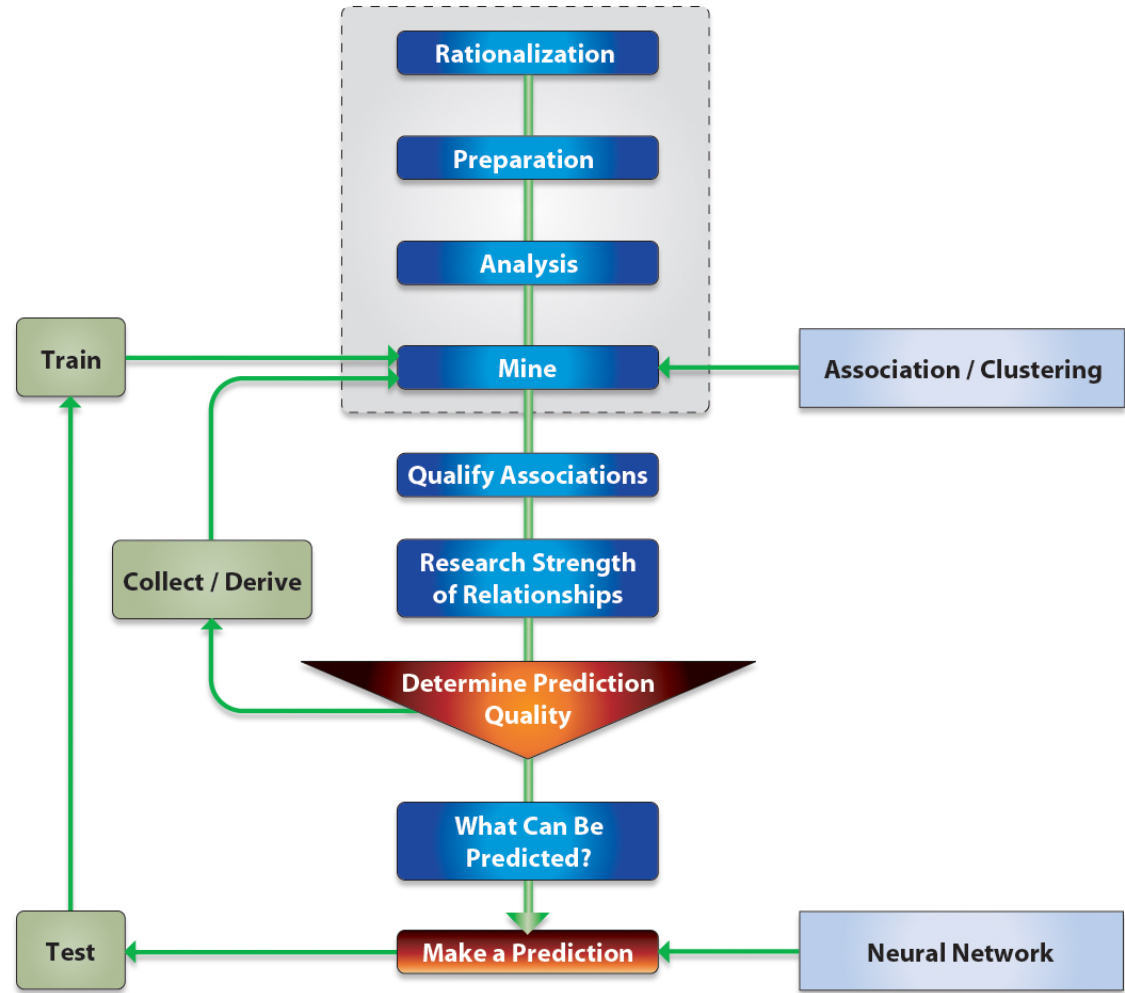 Rationalization
Preparation
Analysis
Train
Mine
Association / Clustering
Qualify Associations
Collect / Derive
Research Strength
of Relationships
Determine Prediction
Quality
What Can Be
Predicted?
Test
Make a Prediction
Neural Network